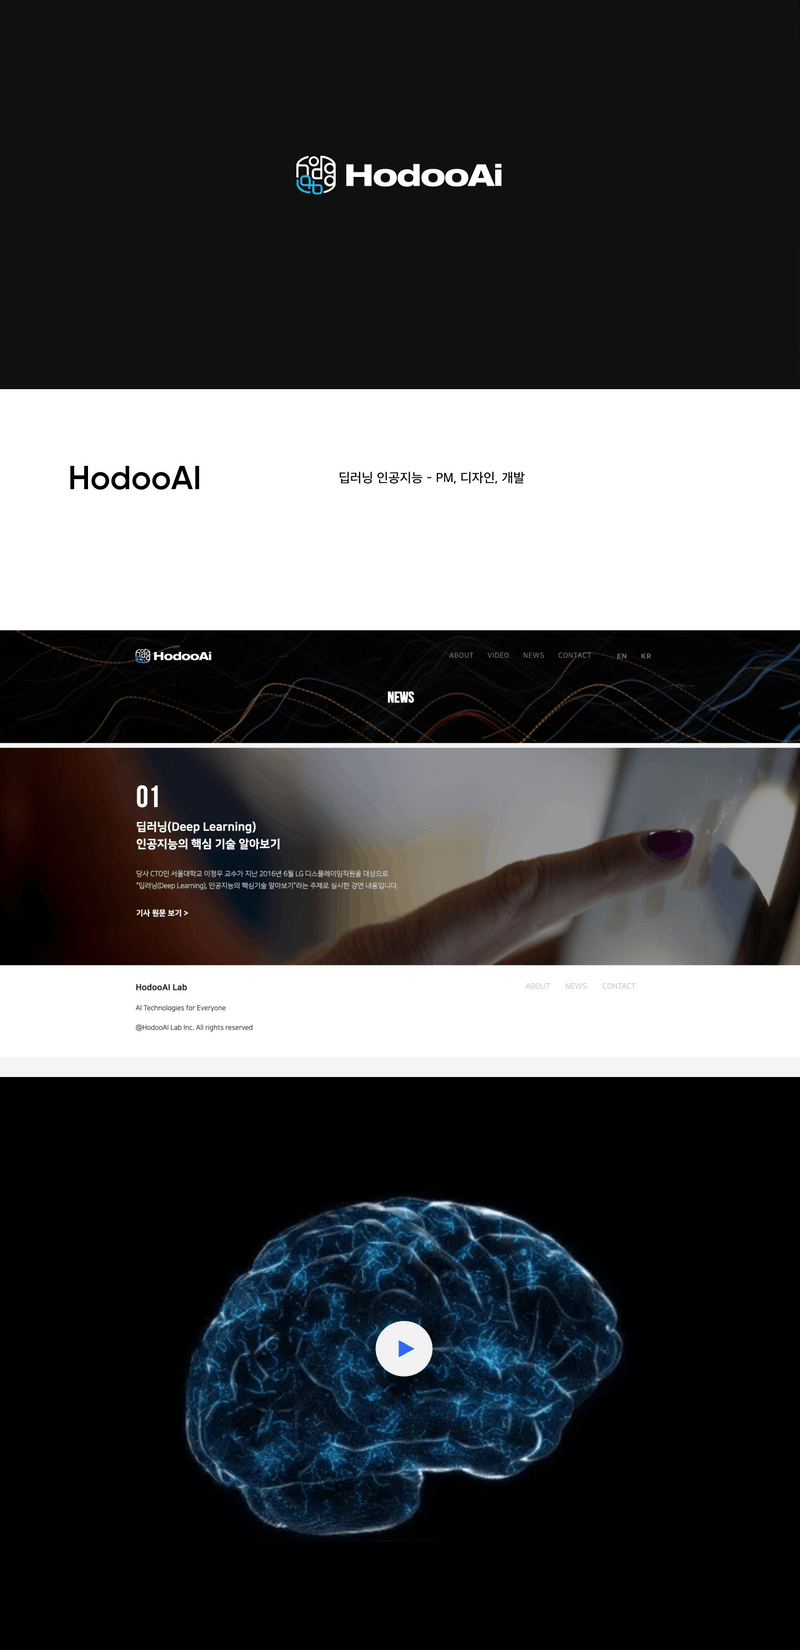 HodooAi
HodooAI
딥러닝 인공지능 - PM, 디자인, 개발
HodooAi
ABOUT VIDEO NEWS CONTACT EN KR
NEWS
01
딥러닝(Deep Learning)
인공지능의 핵심 기술 알아보기
당사 CTO인 서울대학교 이정우 교수가 지난 2016년 6월 LG 디스플레이임직원을 대상으로
"딥러닝(Deep Learning), 인공지능의 핵심기술 알아보기"라는 주제로 실시한 강연 내용입니다.
기사 원문 보기 >
HodooAI Lab
ABOUT NEWS CONTACT
AI Technologies for Everyone
@HodooAI Lab Inc. All rights reserved